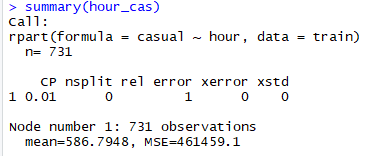 > summary(hour_cas)
Call:
rpart(formula = casual ~ hour, data = train)
n= 731
CP nsplit rel error xerror xstd
1 0.01 0 1 0 0
Node number 1: 731 observations
mean=586.7948, MSE=461459.1